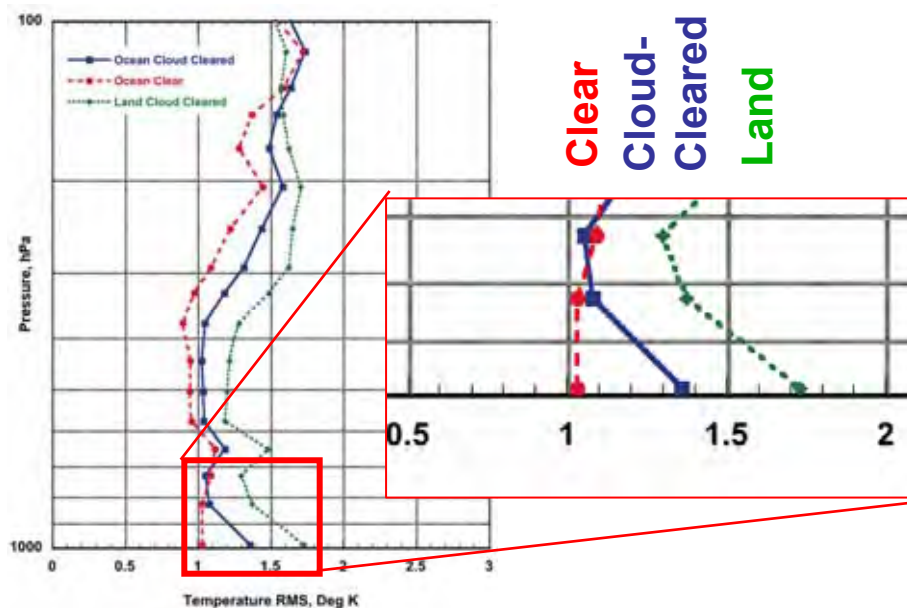 100
Ocean Cloud Cleared
Ocean Clear
Land Cloud Cleared
Pressure, hPa
1000
0 0.5 1 1.5 2 2.5 3
Temperature RMS, Deg K
Clear
Cloud-
Cleared
Land
0.5 1 1.5 2